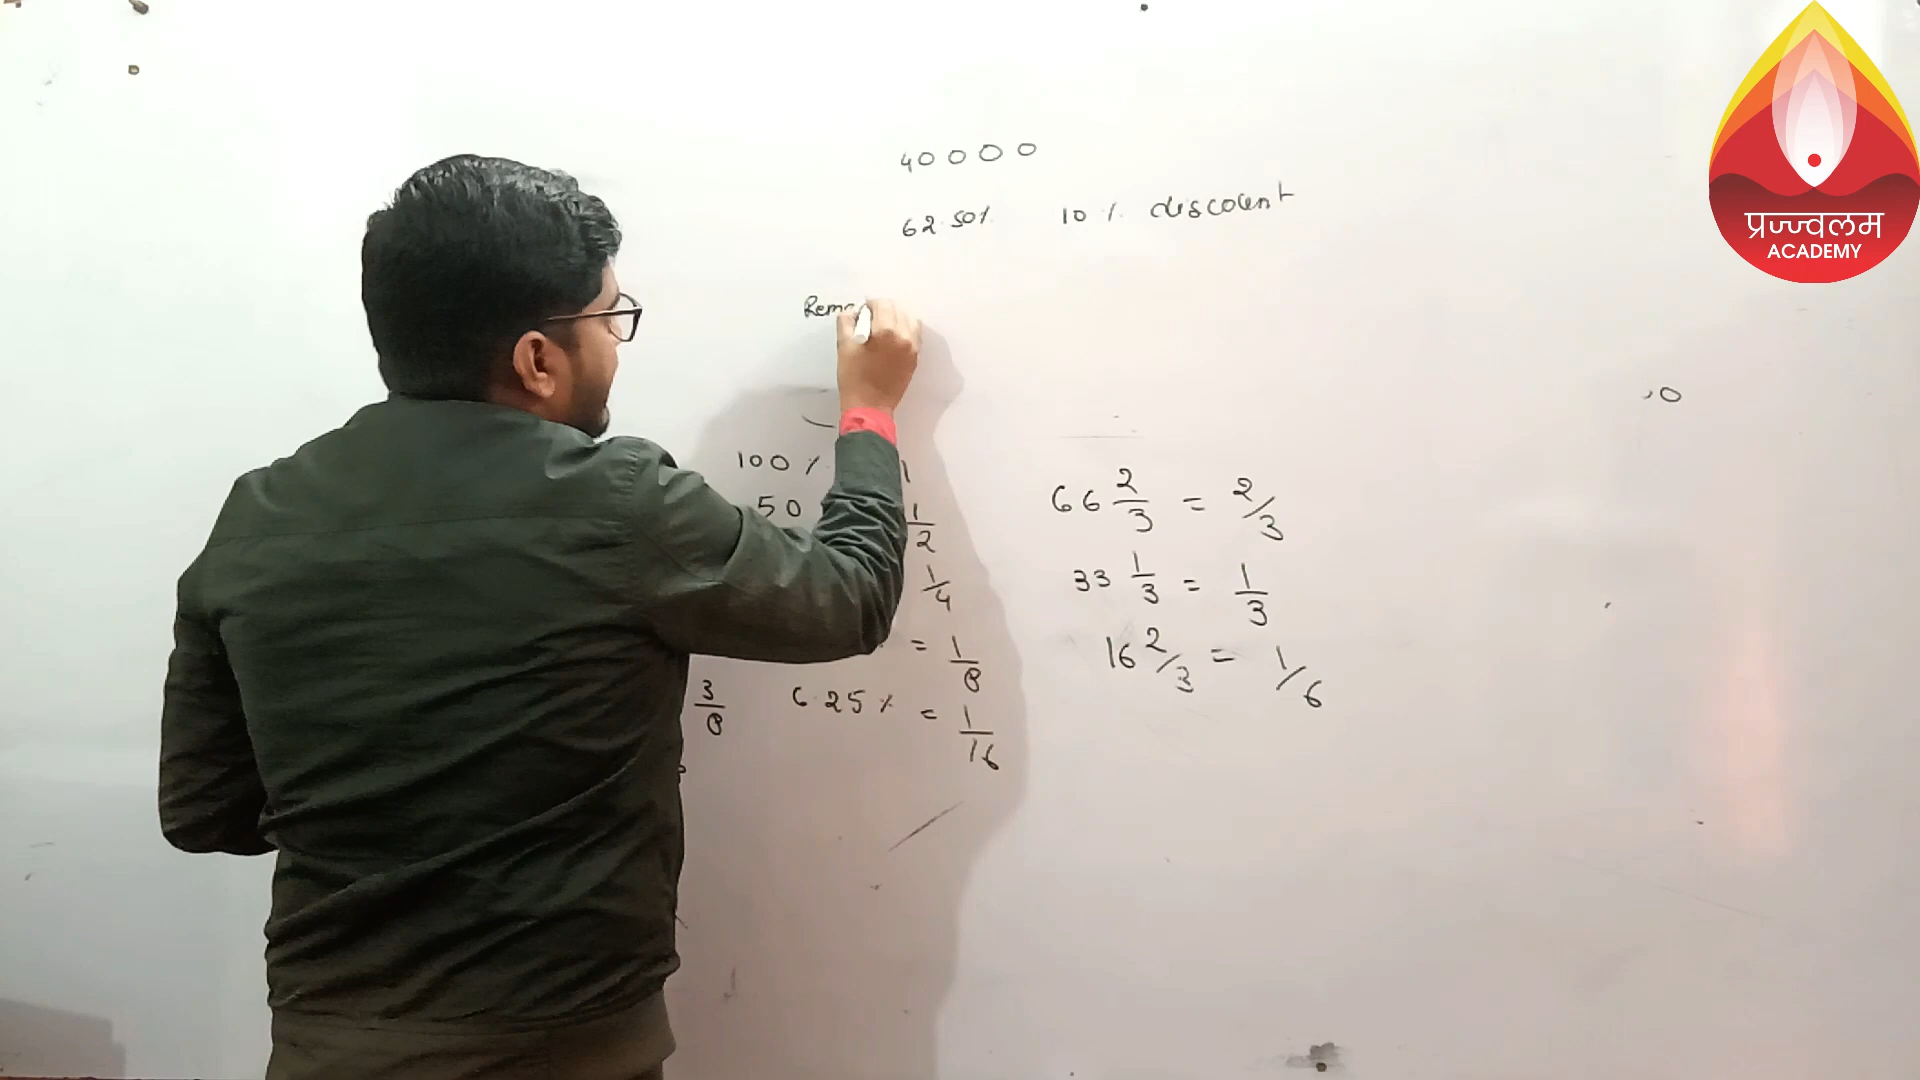 40000
62.50% 10% discount
Rem
100% 1
50 1/2
1/4
= 1/8
3/8 6.25% = 1/16
66 2/3 = 2/3
33 1/3 = 1/3
16 2/3 = 1/6
प्रज्ज्वलम
ACADEMY